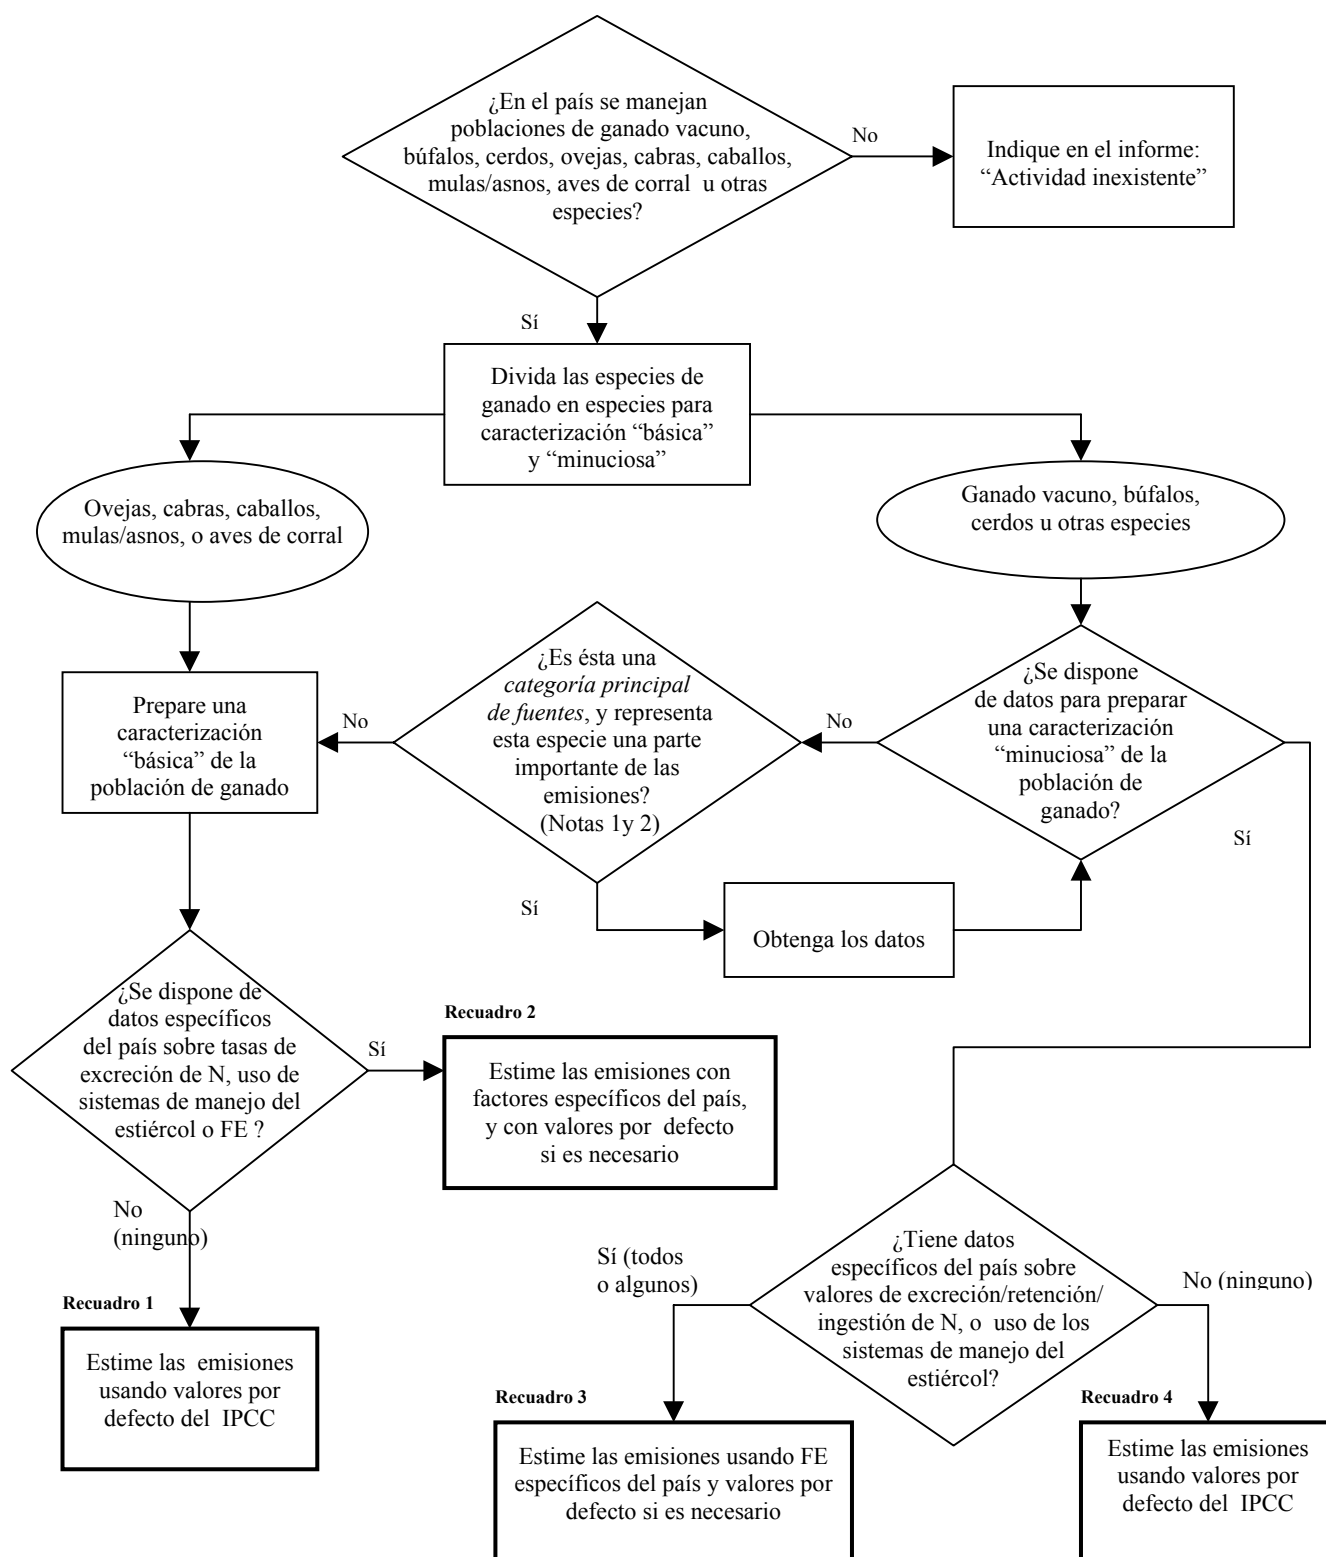 ¿En el país se manejan
poblaciones de ganado vacuno,
búfalos, cerdos, ovejas, cabras, caballos,
mulas/asnos, aves de corral u otras
especies?
No
Indique en el informe:
“Actividad inexistente”
Sí
Divida las especies de
ganado en especies para
caracterización “básica”
y “minuciosa”
Ovejas, cabras, caballos,
mulas/asnos, o aves de corral
Ganado vacuno, búfalos,
cerdos u otras especies
Prepare una
caracterización
“básica” de la
población de ganado
No
¿Es ésta una
categoría principal
de fuentes, y representa
esta especie una parte
importante de las
emisiones?
(Notas 1y 2)
No
¿Se dispone
de datos para preparar
una caracterización
“minuciosa” de la
población de
ganado?
Sí
Sí
Obtenga los datos
¿Se dispone de
datos específicos
del país sobre tasas de
excreción de N, uso de
sistemas de manejo del
estiércol o FE ?
Sí
Recuadro 2
Estime las emisiones con
factores específicos del país,
y con valores por defecto
si es necesario
No
(ninguno)
Recuadro 1
Estime las emisiones
usando valores por
defecto del IPCC
¿Tiene datos
específicos del país sobre
valores de excreción/retención/
ingestión de N, o uso de los
sistemas de manejo del
estiércol?
Sí (todos
o algunos)
No (ninguno)
Recuadro 3
Estime las emisiones usando FE
específicos del país y valores por
defecto si es necesario
Recuadro 4
Estime las emisiones
usando valores por
defecto del IPCC